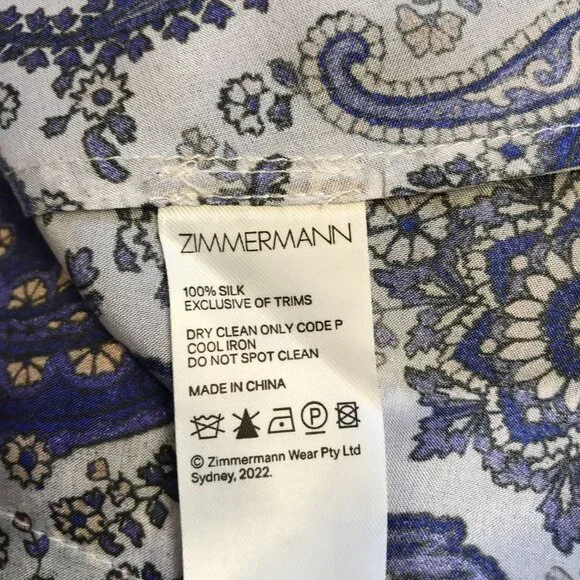 ZIMMERMANN
100% SILK
EXCLUSIVE OF TRIMS
DRY CLEAN ONLY CODE P
COOL IRON
DO NOT SPOT CLEAN
MADE IN CHINA
P
© Zimmermann Wear Pty Ltd
Sydney, 2022.